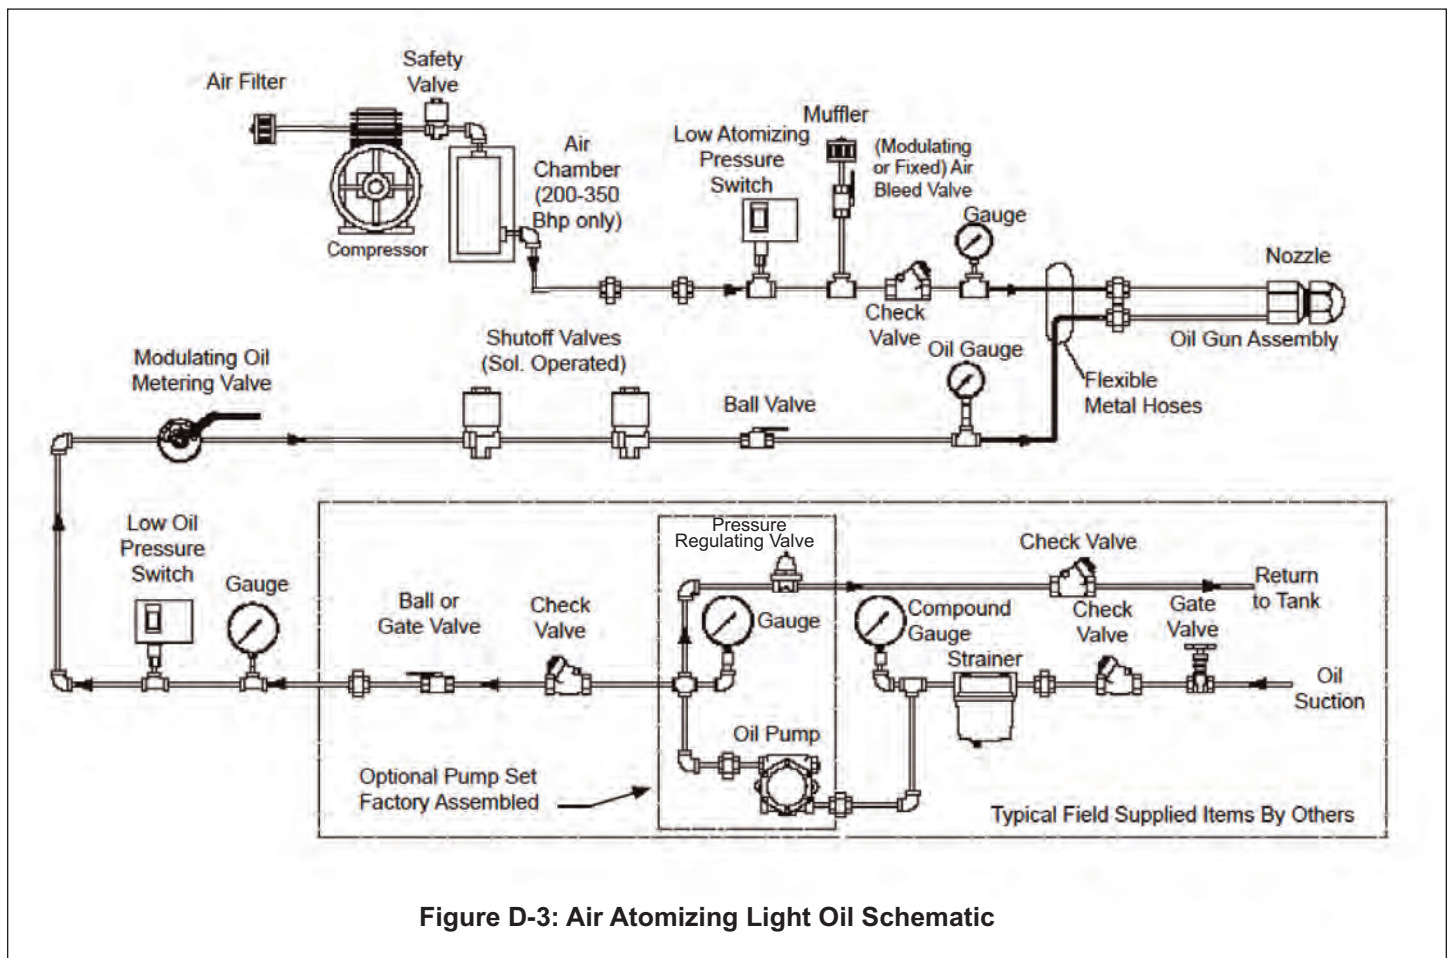 Safety
Valve
Air Filter
Muffler
Low Atomizing
Pressure
Switch
(Modulating
or Fixed) Air
Bleed Valve
Air
Chamber
(200-350
Bhp only)
Compressor
Gauge
Nozzle
Check
Valve
Oil Gun Assembly
Shutoff Valves
(Sol. Operated)
Oil Gauge
Modulating Oil
Metering Valve
Flexible
Metal Hoses
Ball Valve
Low Oil
Pressure
Switch
Gauge
Ball or
Gate Valve
Check
Valve
Pressure
Regulating Valve
Gauge
Check Valve
Return
to Tank
Compound
Gauge
Check
Valve
Gate
Valve
Strainer
Oil
Suction
Oil Pump
Optional Pump Set
Factory Assembled
Typical Field Supplied Items By Others
Figure D-3: Air Atomizing Light Oil Schematic